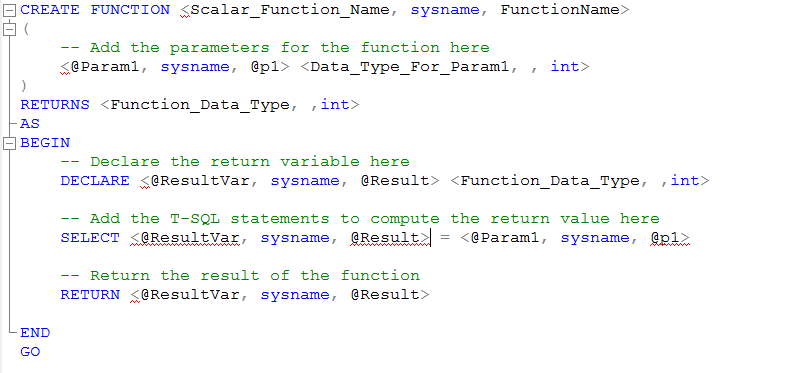 CREATE FUNCTION <Scalar_Function_Name, sysname, FunctionName>
(
-- Add the parameters for the function here
<@Param1, sysname, @p1> <Data_Type_For_Param1, , int>
)
RETURNS <Function_Data_Type, ,int>
AS
BEGIN
-- Declare the return variable here
DECLARE <@ResultVar, sysname, @Result> <Function_Data_Type, ,int>
-- Add the T-SQL statements to compute the return value here
SELECT <@ResultVar, sysname, @Result> = <@Param1, sysname, @p1>
-- Return the result of the function
RETURN <@ResultVar, sysname, @Result>
END
GO